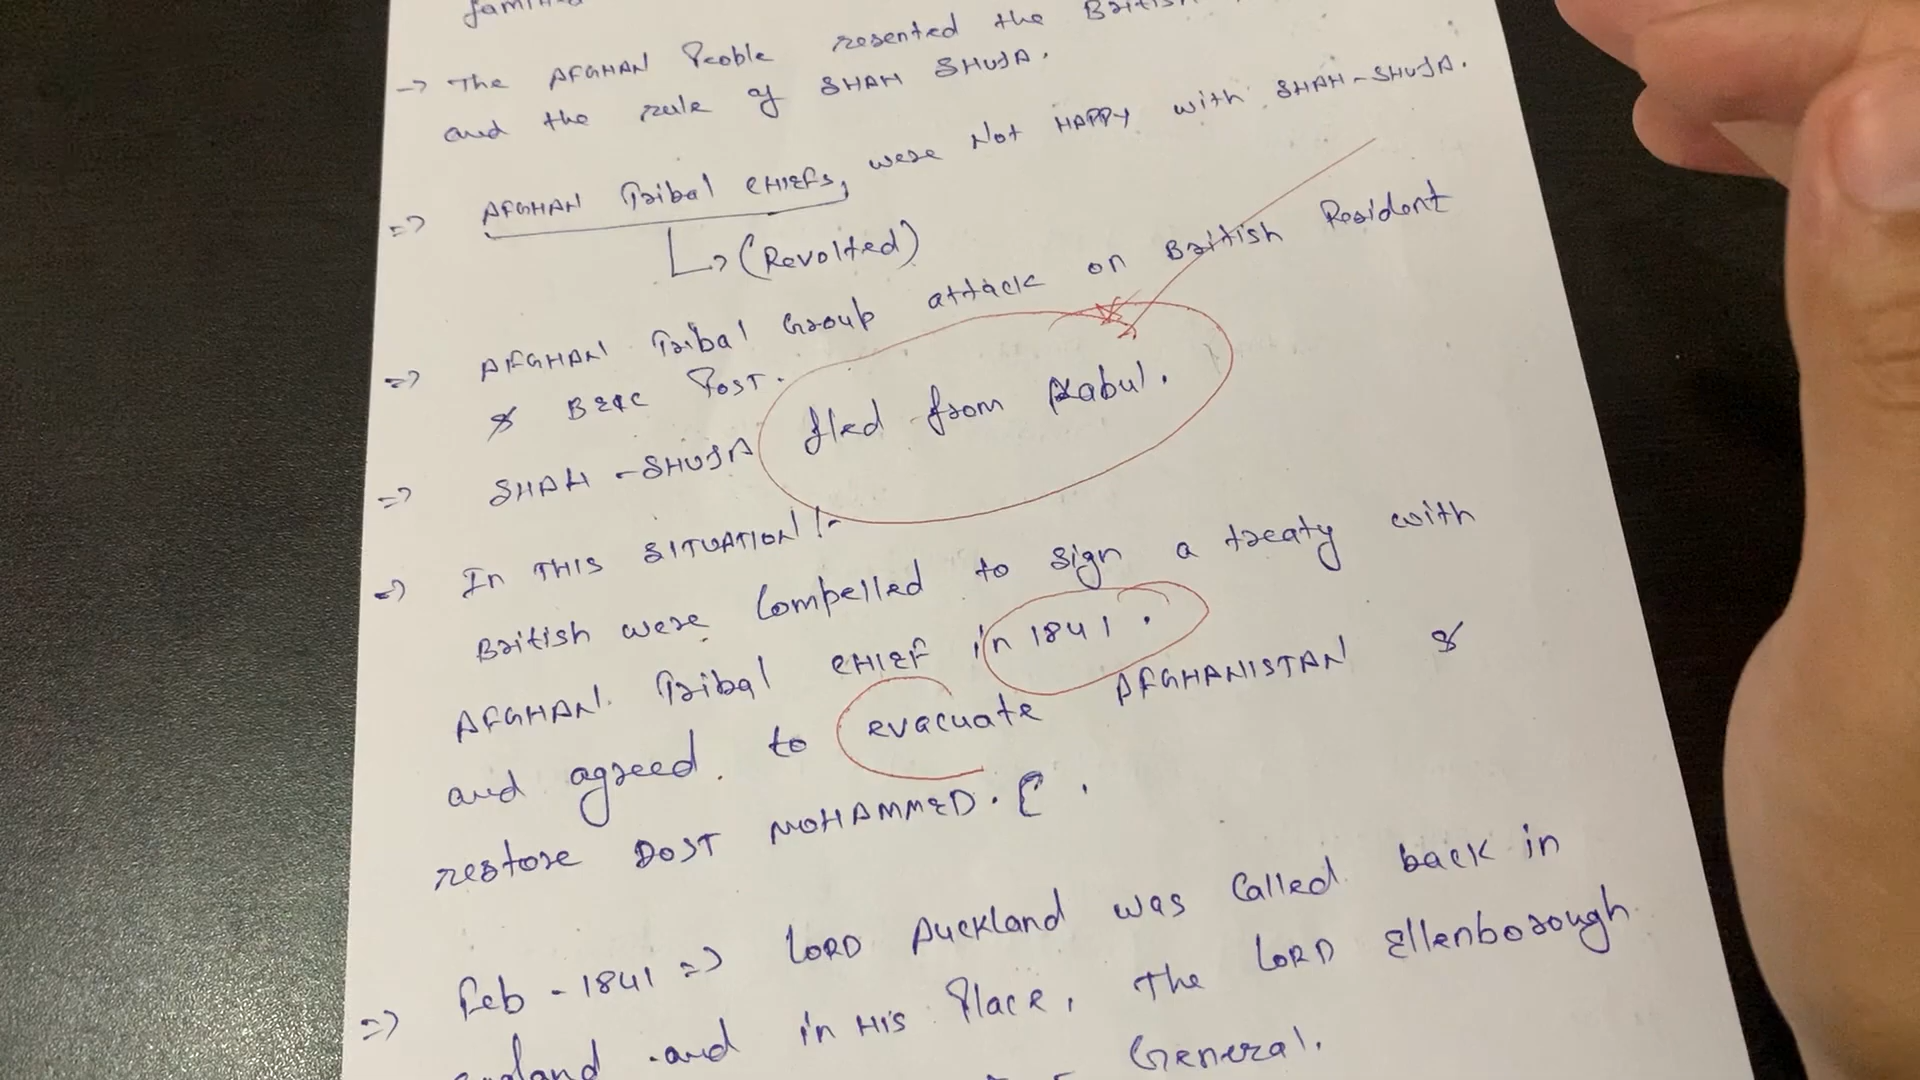 → The AFGHAN People resented the British
and the rule of SHAH SHUJA.
⇒ AFGHAN Tribal CHIEFs, were Not HAPPY with SHAH-SHUJA.
↳ (Revolted)
⇒ AFGHAN Tribal Group attack on British Resident
& BEIC Post.
⇒ SHAH-SHUJA fled from Kabul.
⇒ In THIS SITUATION!-
British were compelled to sign a treaty with
AFGHAN Tribal CHIEF in 1841.
and agreed to evacuate AFGHANISTAN &
restore DOST MOHAMMED.
⇒ Feb - 1841 ⇒ LORD Auckland was called back in
England and in His Place, The LORD Ellenborough
General.